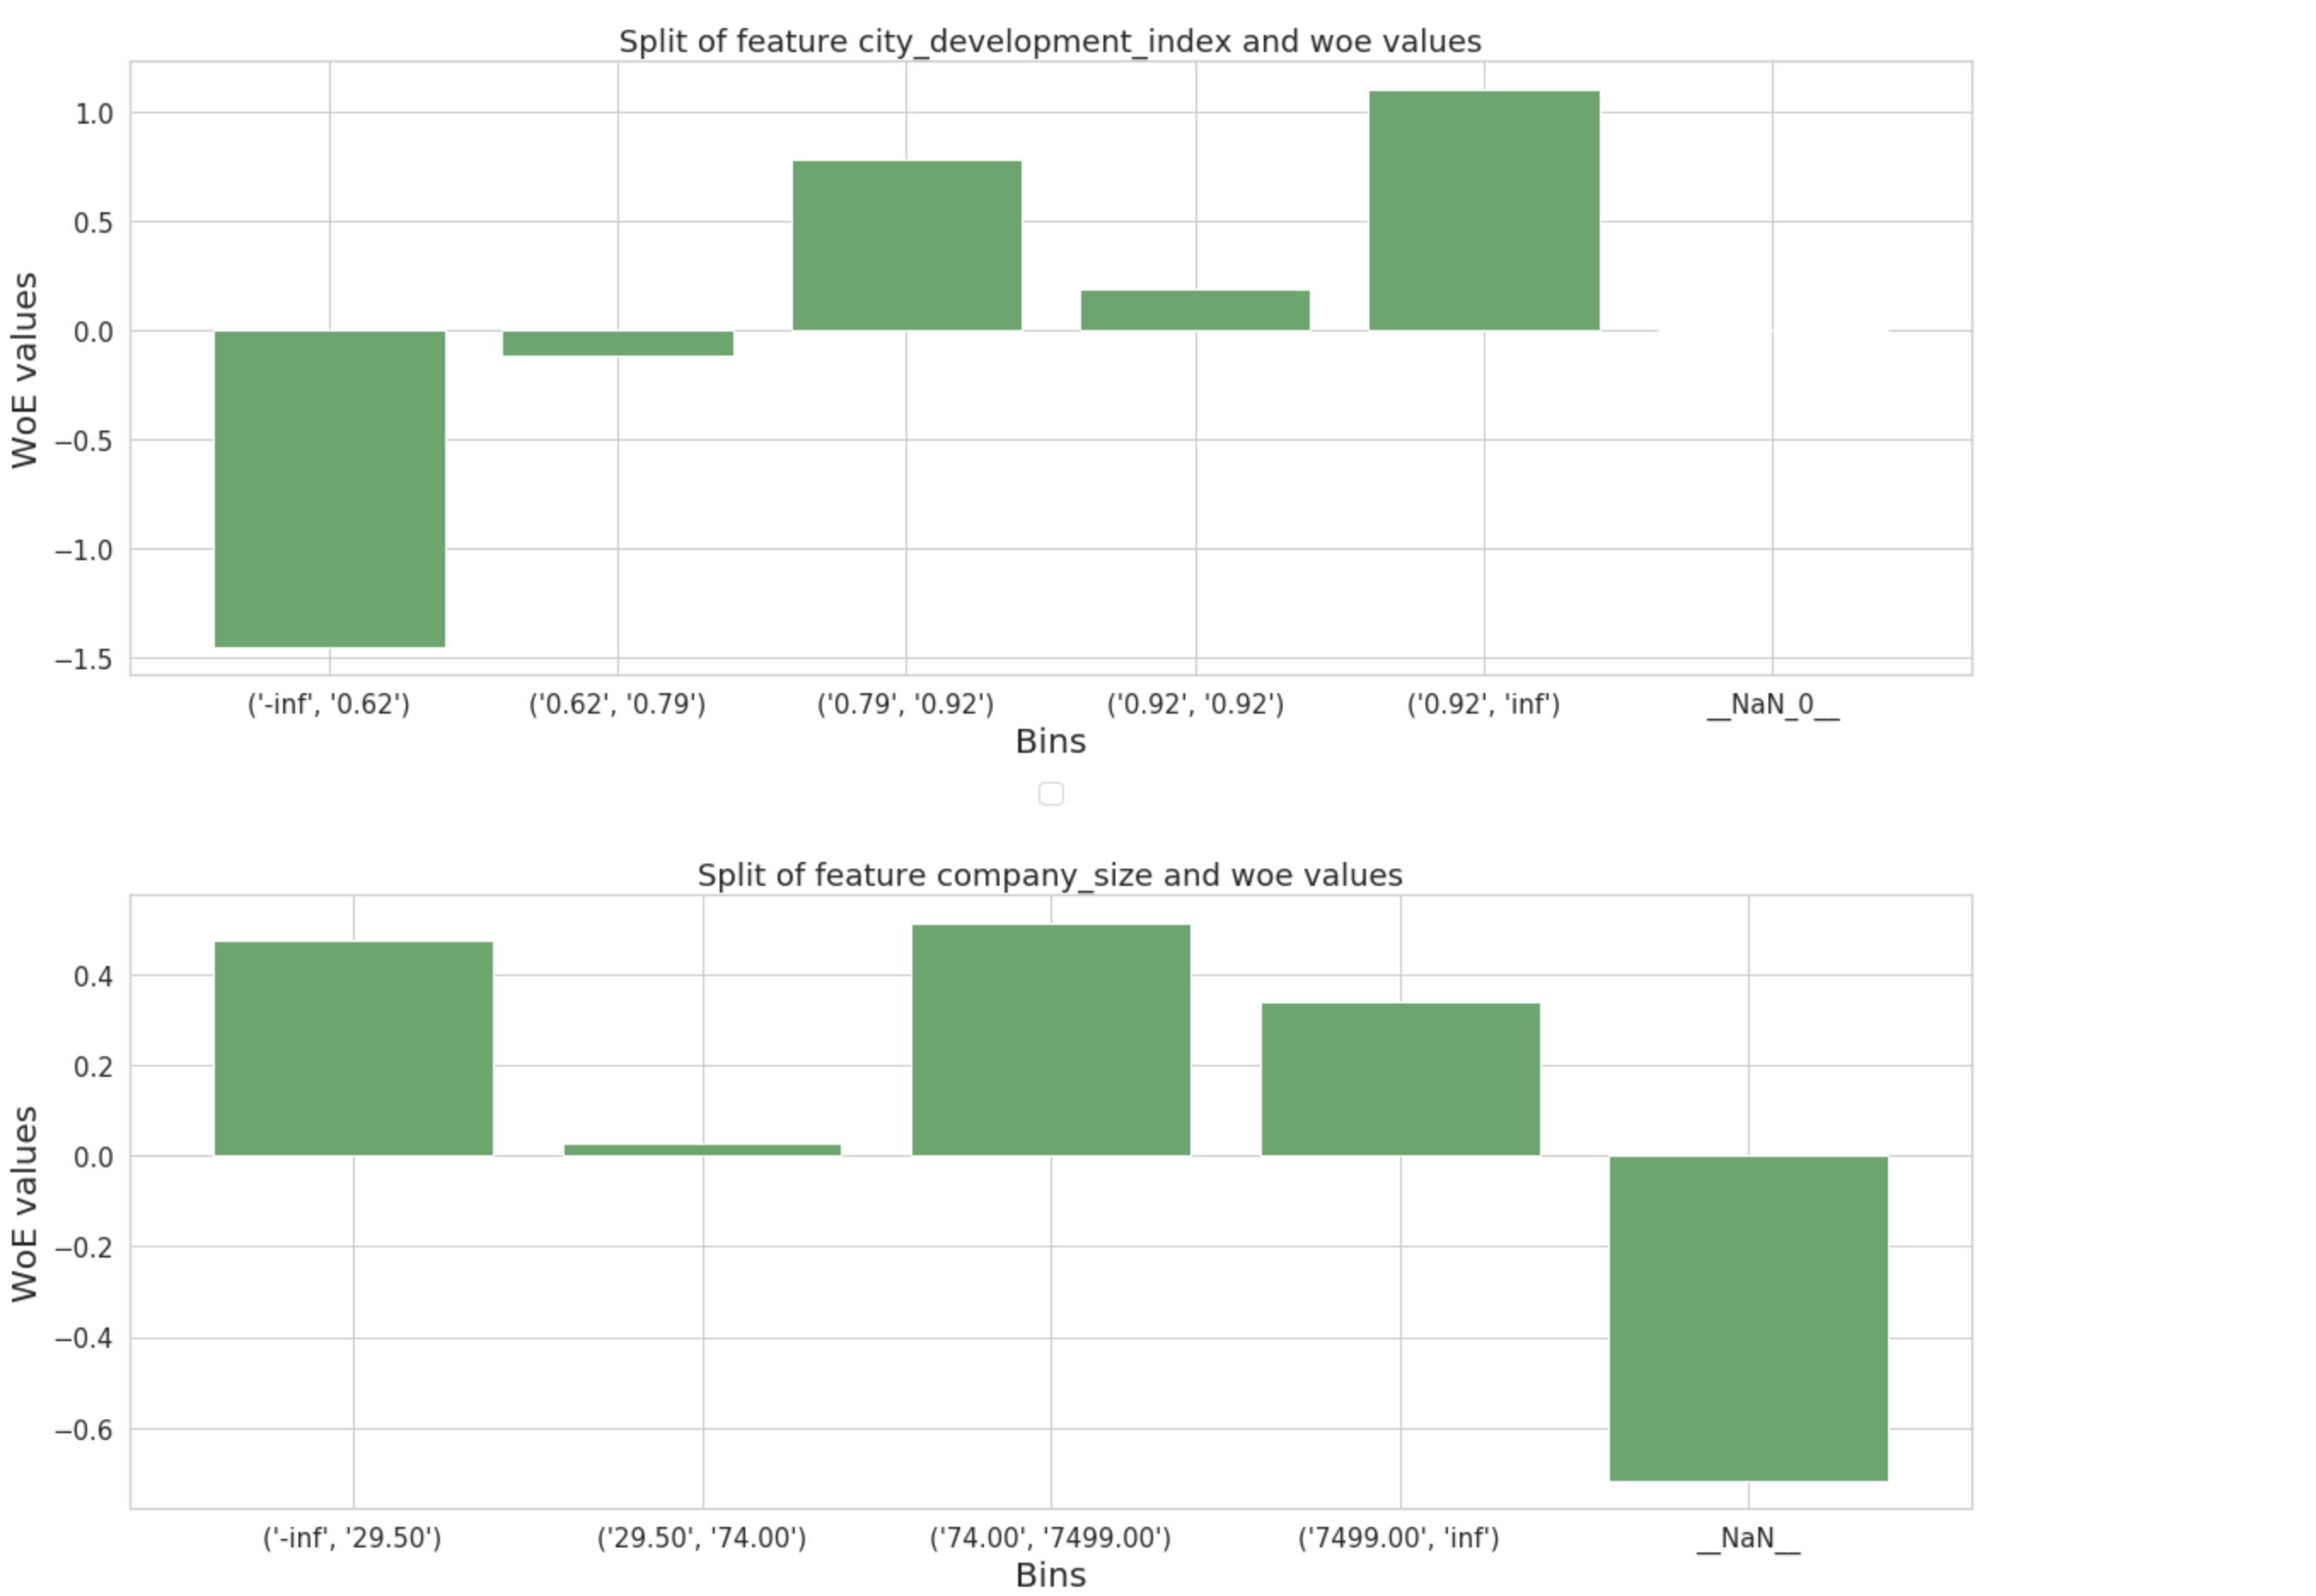 Split of feature city_development_index and woe values
WoE values
1.0
0.5
0.0
−0.5
−1.0
−1.5
('-inf', '0.62') ('0.62', '0.79') ('0.79', '0.92') ('0.92', '0.92') ('0.92', 'inf') __NaN_0__
Bins
Split of feature company_size and woe values
WoE values
0.4
0.2
0.0
−0.2
−0.4
−0.6
('-inf', '29.50') ('29.50', '74.00') ('74.00', '7499.00') ('7499.00', 'inf') __NaN__
Bins